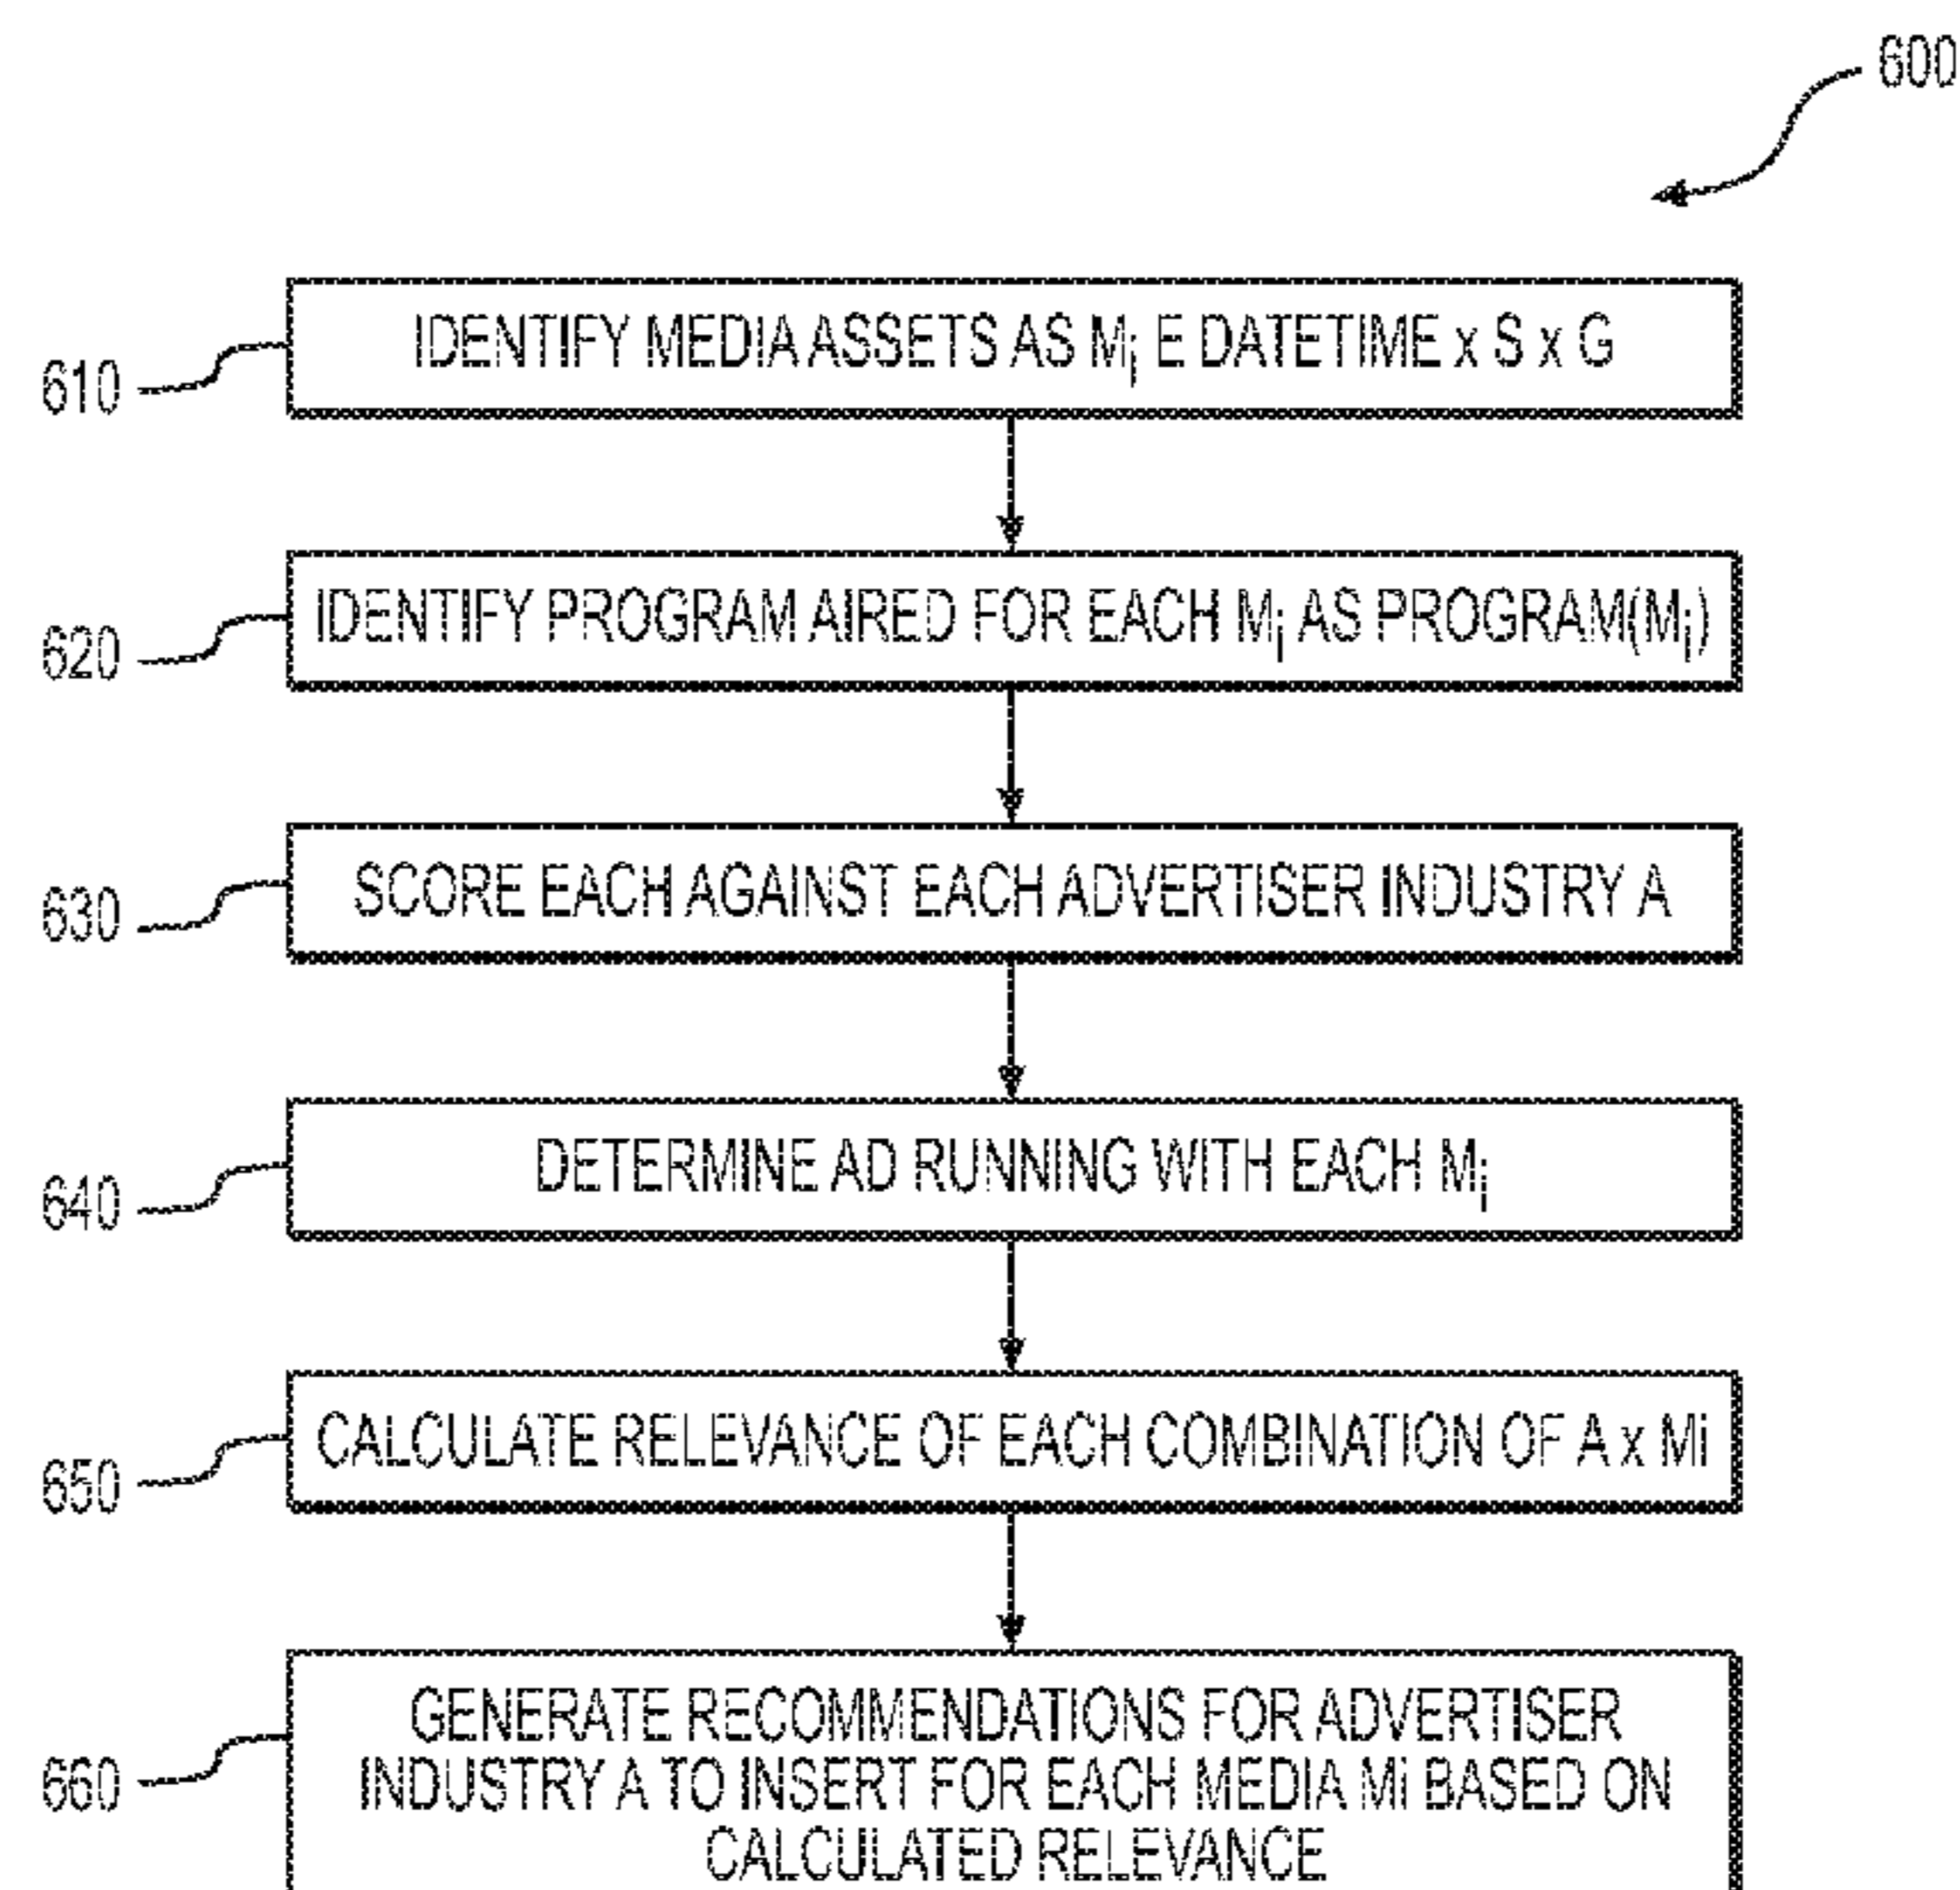 600
610
IDENTIFY MEDIA ASSETS AS Mi E DATETIME x S x G
620
IDENTIFY PROGRAM AIRED FOR EACH Mi AS PROGRAM(Mi)
630
SCORE EACH AGAINST EACH ADVERTISER INDUSTRY A
640
DETERMINE AD RUNNING WITH EACH Mi
650
CALCULATE RELEVANCE OF EACH COMBINATION OF A x Mi
660
GENERATE RECOMMENDATIONS FOR ADVERTISER
INDUSTRY A TO INSERT FOR EACH MEDIA Mi BASED ON
CALCULATED RELEVANCE